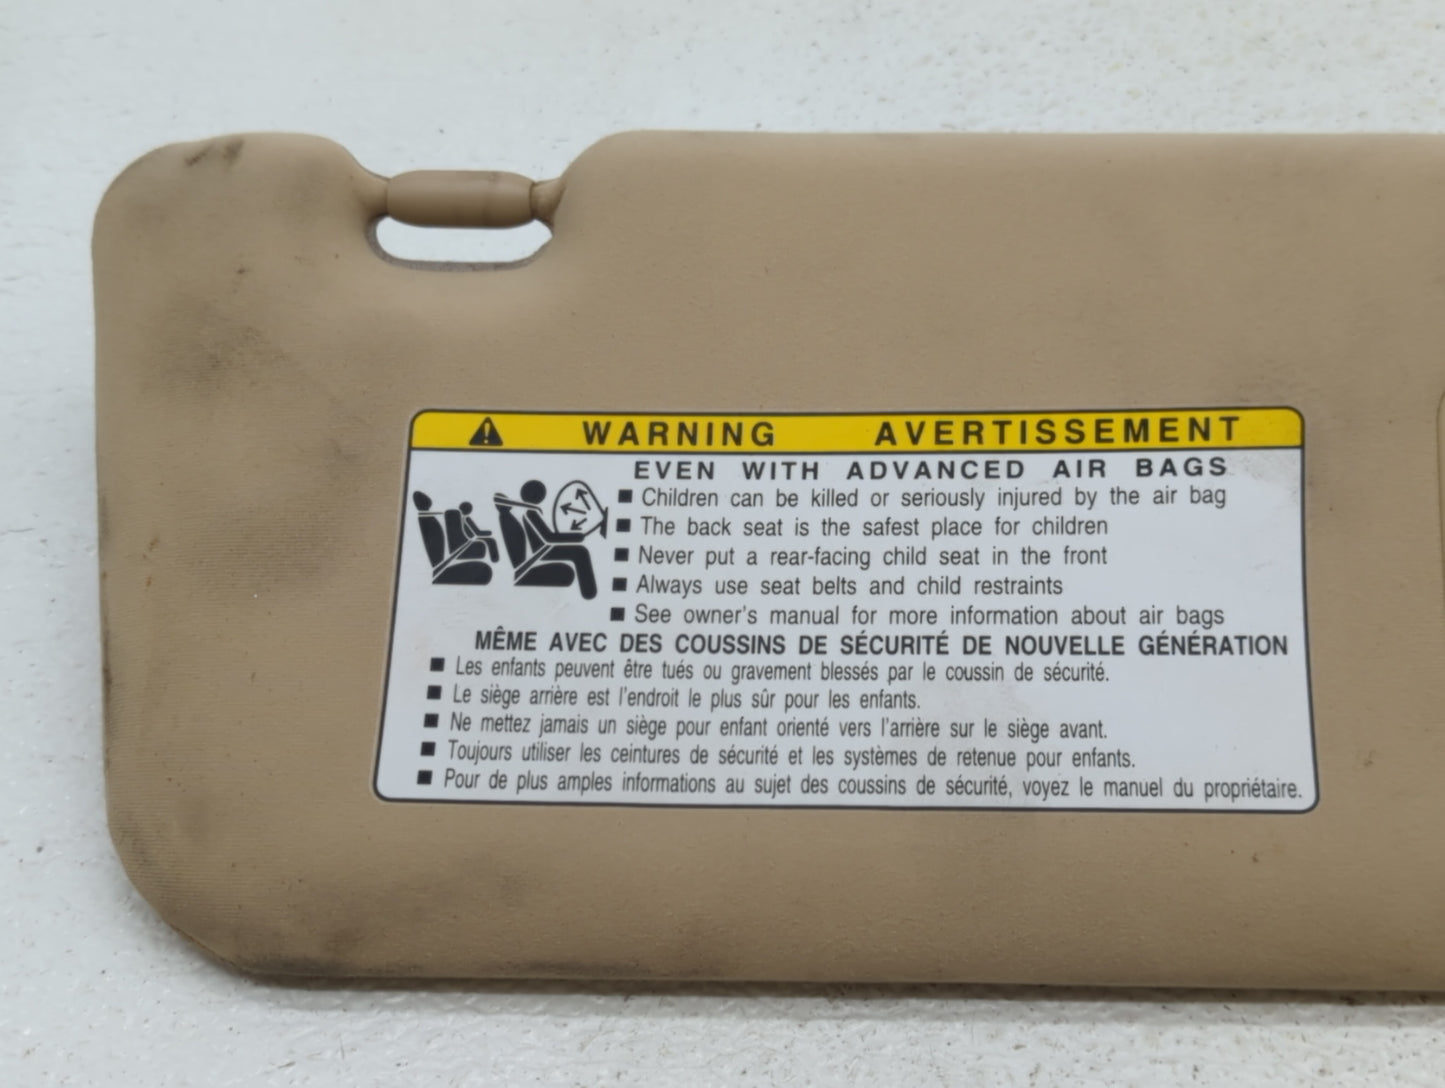 WARNING AVERTISSEMENT
EVEN WITH ADVANCED AIR BAGS
■ Children can be killed or seriously injured by the air bag
■ The back seat is the safest place for children
■ Never put a rear-facing child seat in the front
■ Always use seat belts and child restraints
■ See owner's manual for more information about air bags
MÊME AVEC DES COUSSINS DE SÉCURITÉ DE NOUVELLE GÉNÉRATION
■ Les enfants peuvent être tués ou gravement blessés par le coussin de sécurité.
■ Le siège arrière est l'endroit le plus sûr pour les enfants.
■ Ne mettez jamais un siège pour enfant orienté vers l'arrière sur le siège avant.
■ Toujours utiliser les ceintures de sécurité et les systèmes de retenue pour enfants.
■ Pour de plus amples informations au sujet des coussins de sécurité, voyez le manuel du propriétaire.